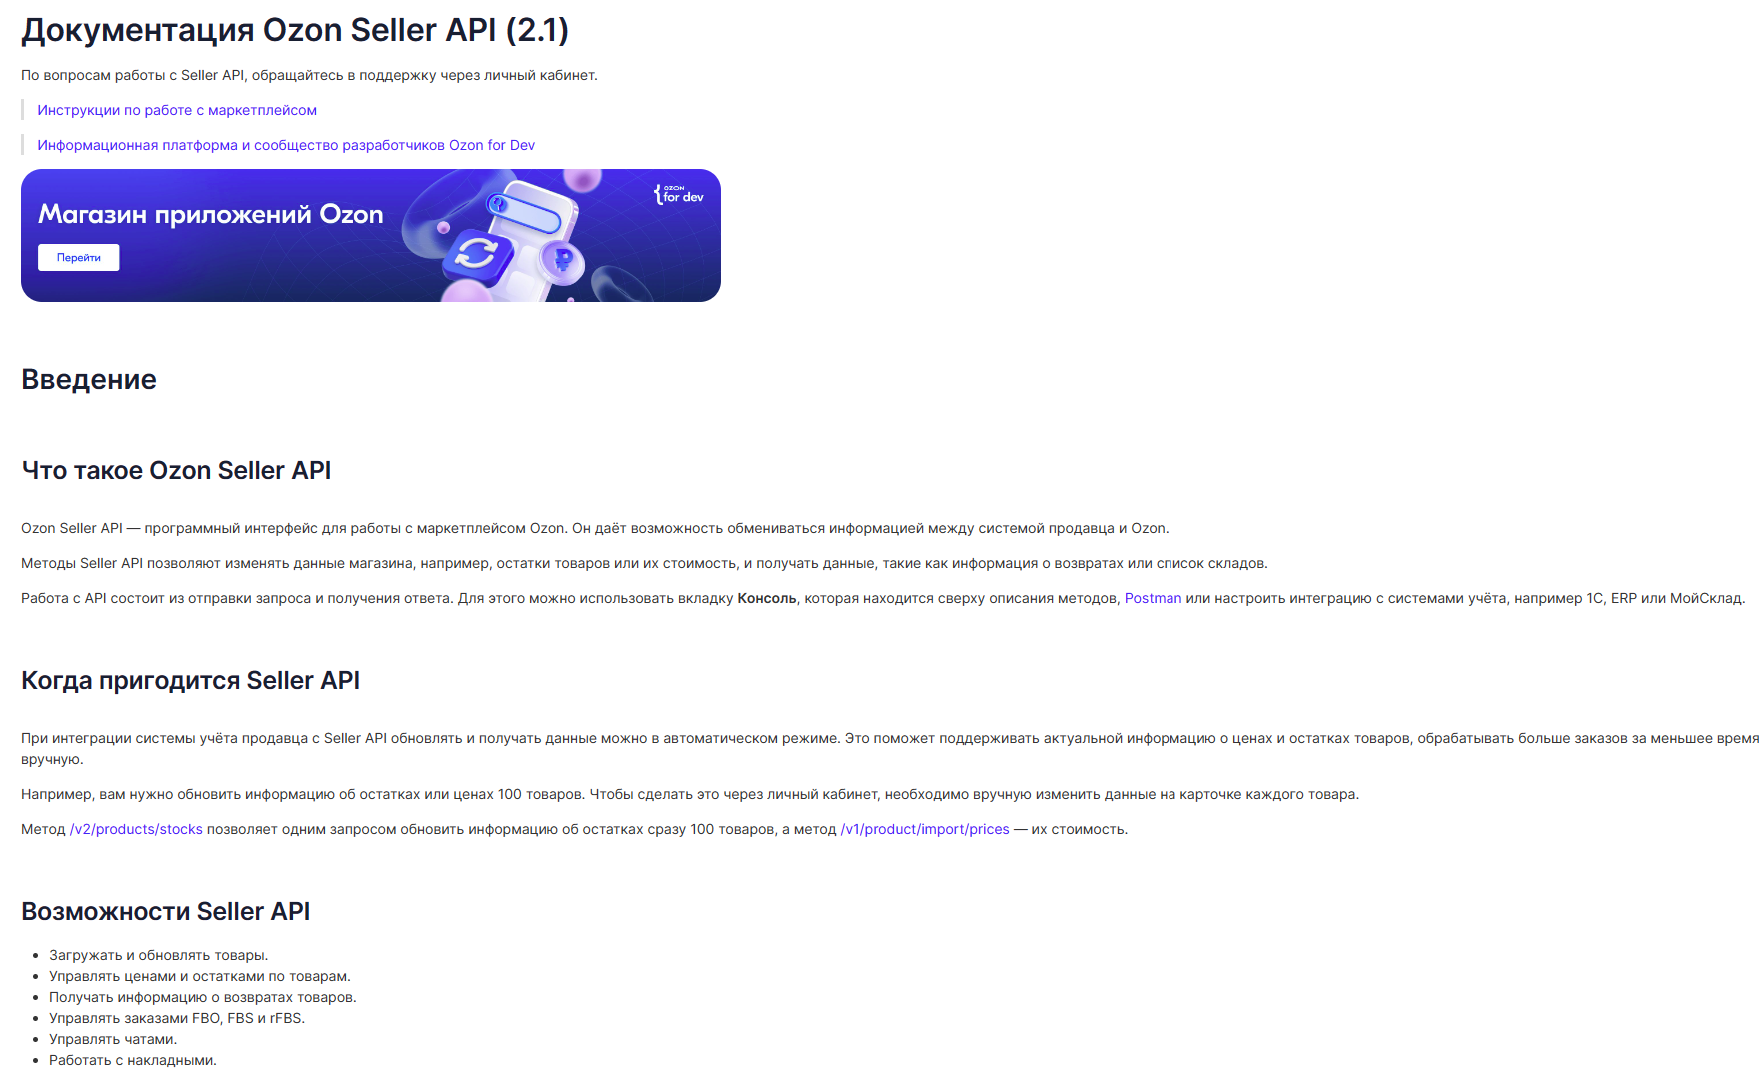 Документация Ozon Seller API (2.1)
По вопросам работы с Seller API, обращайтесь в поддержку через личный кабинет.
Инструкции по работе с маркетплейсом
Информационная платформа и сообщество разработчиков Ozon for Dev
Магазин приложений Ozon
OZON
for dev
Перейти
Введение
Что такое Ozon Seller API
Ozon Seller API — программный интерфейс для работы с маркетплейсом Ozon. Он даёт возможность обмениваться информацией между системой продавца и Ozon.
Методы Seller API позволяют изменять данные магазина, например, остатки товаров или их стоимость, и получать данные, такие как информация о возвратах или список складов.
Работа с API состоит из отправки запроса и получения ответа. Для этого можно использовать вкладку Консоль, которая находится сверху описания методов, Postman или настроить интеграцию с системами учёта, например 1С, ERP или МойСклад.
Когда пригодится Seller API
При интеграции системы учёта продавца с Seller API обновлять и получать данные можно в автоматическом режиме. Это поможет поддерживать актуальной информацию о ценах и остатках товаров, обрабатывать больше заказов за меньшее время
вручную.
Например, вам нужно обновить информацию об остатках или ценах 100 товаров. Чтобы сделать это через личный кабинет, необходимо вручную изменить данные на карточке каждого товара.
Метод /v2/products/stocks позволяет одним запросом обновить информацию об остатках сразу 100 товаров, а метод /v1/product/import/prices — их стоимость.
Возможности Seller API
• Загружать и обновлять товары.
• Управлять ценами и остатками по товарам.
• Получать информацию о возвратах товаров.
• Управлять заказами FBO, FBS и rFBS.
• Управлять чатами.
• Работать с накладными.